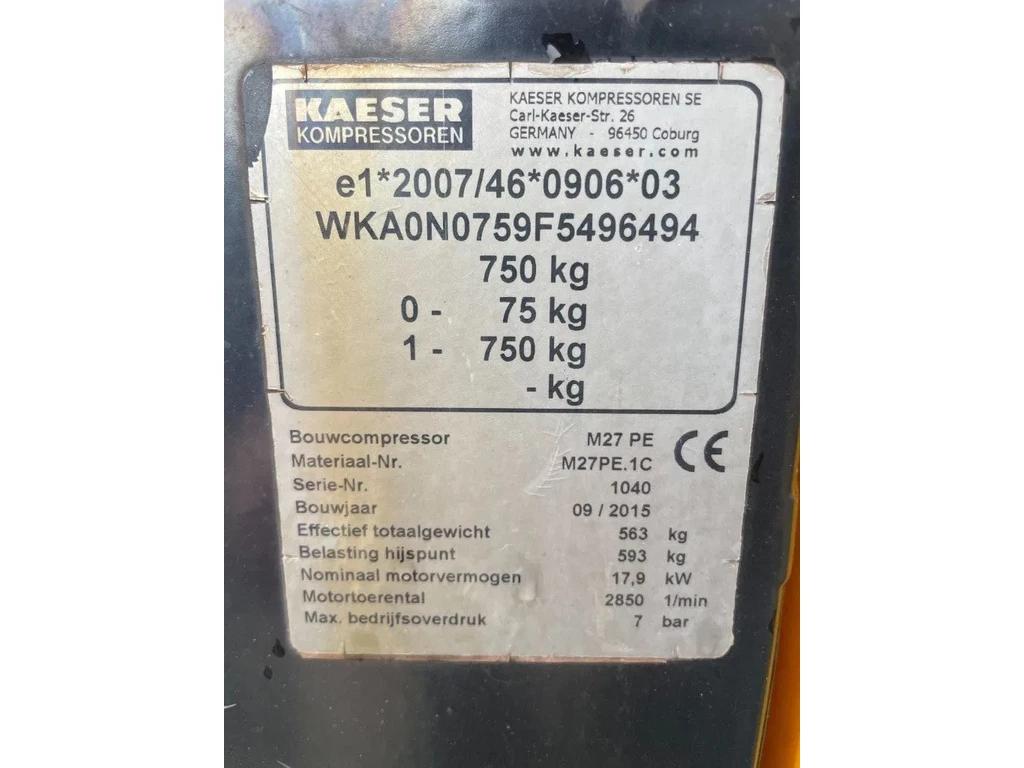 KAESER
KOMPRESSOREN
KAESER KOMPRESSOREN SE
Carl-Kaeser-Str. 26
GERMANY - 96450 Coburg
www.kaeser.com
e1*2007/46*0906*03
WKA0N0759F5496494
750 kg
0 - 75 kg
1 - 750 kg
- kg
Bouwcompressor M27 PE
Materiaal-Nr. M27PE.1C
CE
Serie-Nr. 1040
Bouwjaar 09 / 2015
Effectief totaalgewicht 563 kg
Belasting hijspunt 593 kg
Nominaal motorvermogen 17,9 kW
Motortoerental 2850 1/min
Max. bedrijfsoverdruk 7 bar